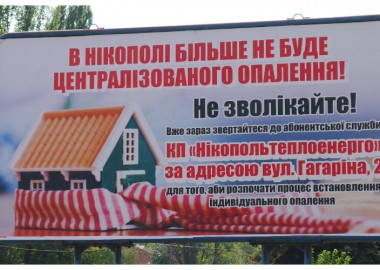 В НІКОПОЛІ БІЛЬШЕ НЕ БУДЕ
ЦЕНТРАЛІЗОВАНОГО ОПАЛЕННЯ!
Не зволікайте!
Вже зараз звертайтеся до абонентської служби
КП «Нікопольтеплоенерго»
за адресою вул. Гагаріна, 2
для того, аби розпочати процес встановлення
індивідуального опалення